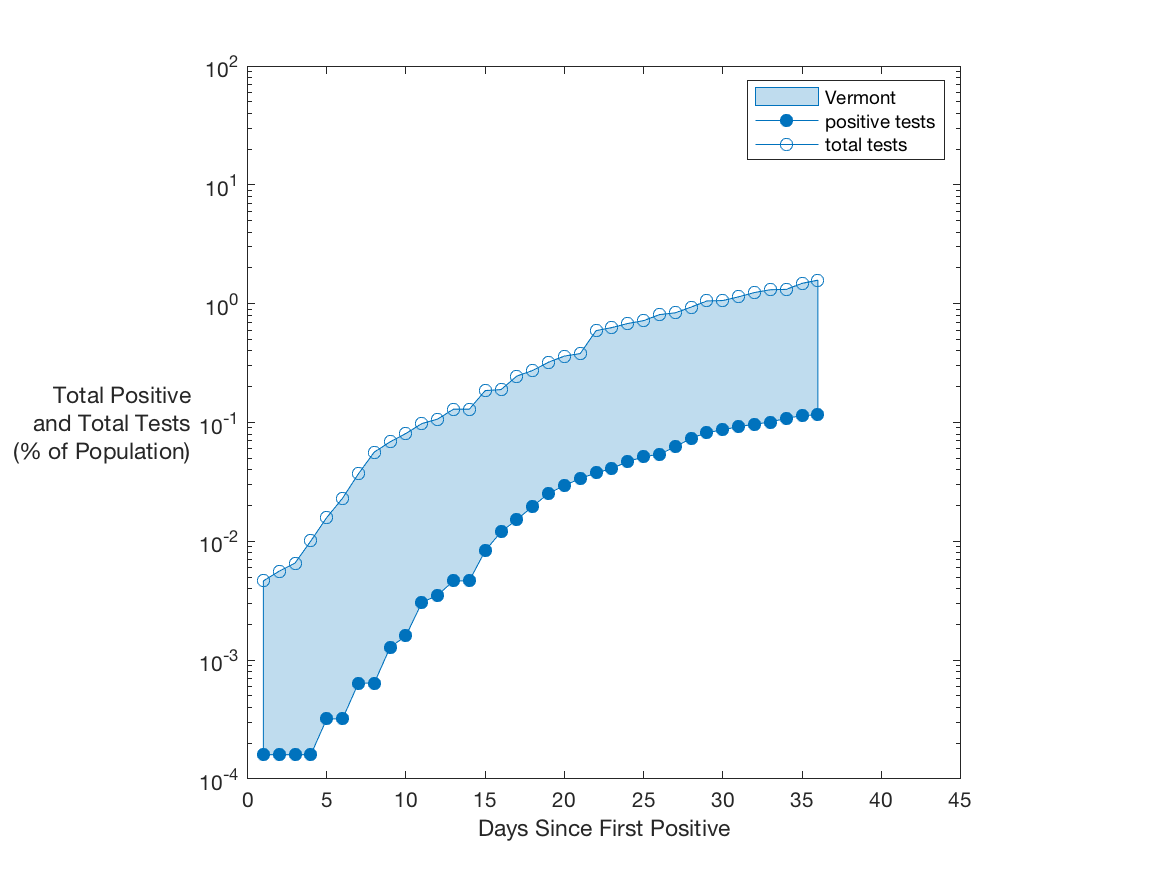 10^2
10^1
10^0
10^-1
10^-2
10^-3
10^-4
Total Positive
and Total Tests
(% of Population)
Vermont
positive tests
total tests
0 5 10 15 20 25 30 35 40 45
Days Since First Positive